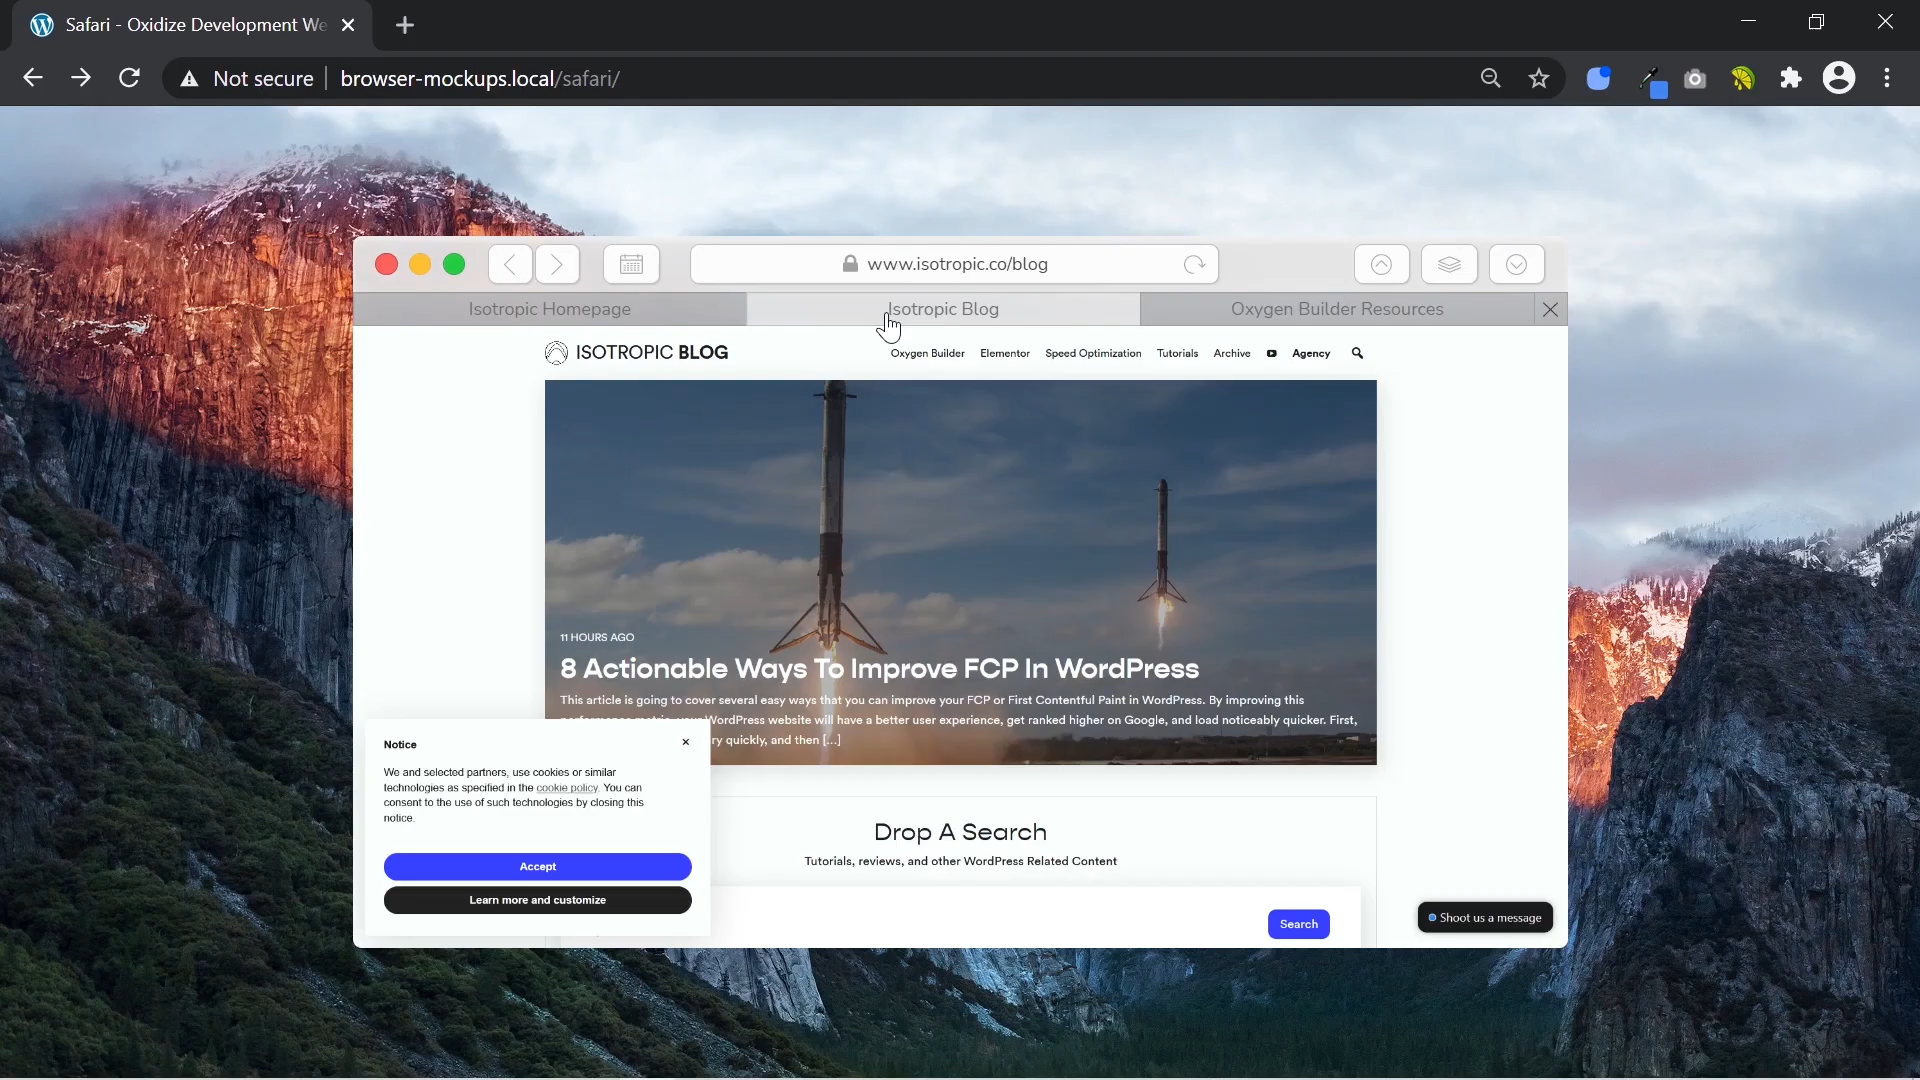 Safari - Oxidize Development We
Not secure
browser-mockups.local/safari/
www.isotropic.co/blog
Isotropic Homepage
Isotropic Blog
Oxygen Builder Resources
ISOTROPIC BLOG
Oxygen Builder
Elementor
Speed Optimization
Tutorials
Archive
Agency
11 HOURS AGO
8 Actionable Ways To Improve FCP In WordPress
This article is going to cover several easy ways that you can improve your FCP or First Contentful Paint in WordPress. By improving this
WordPress website will have a better user experience, get ranked higher on Google, and load noticeably quicker. First,
ry quickly, and then [...]
Notice
We and selected partners, use cookies or similar
technologies as specified in the cookie policy. You can
consent to the use of such technologies by closing this
notice.
Accept
Learn more and customize
Drop A Search
Tutorials, reviews, and other WordPress Related Content
Search
Shoot us a message